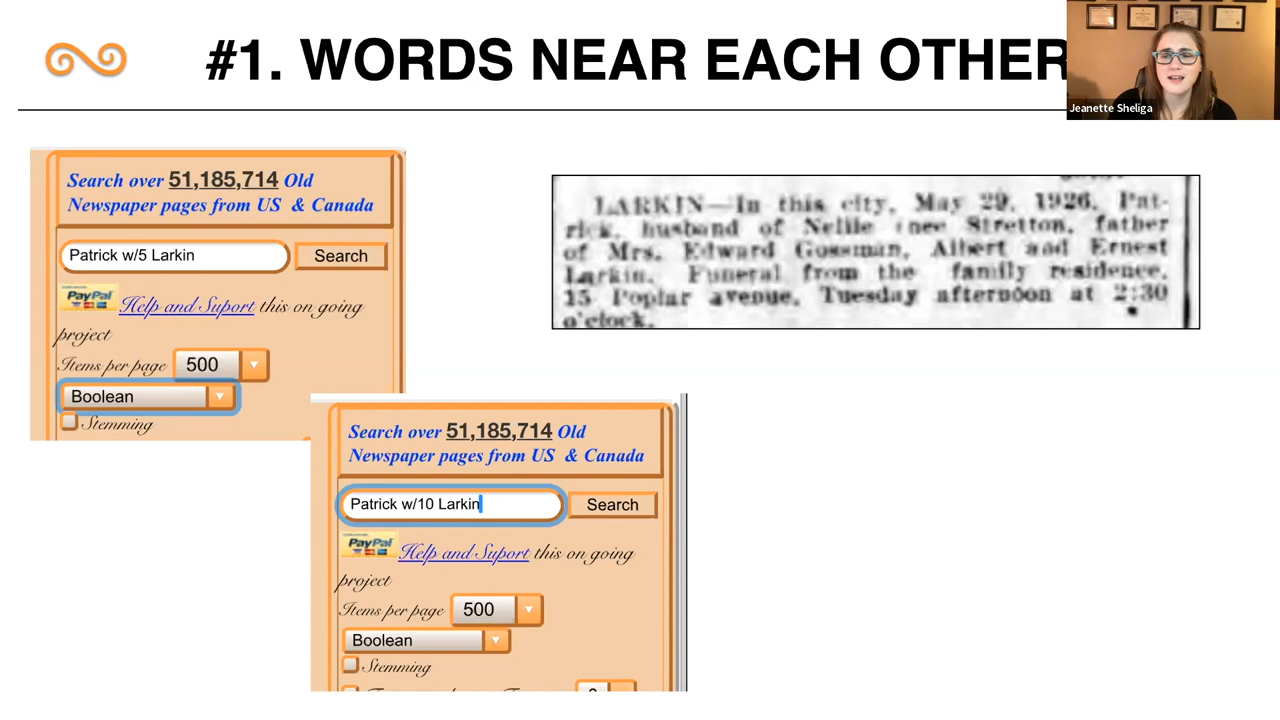 #1. WORDS NEAR EACH OTHER
Jeanette Sheliga
Search over 51,185,714 Old
Newspaper pages from US & Canada
Patrick w/5 Larkin
Search
PayPal
Help and Suport this on going
project
Items per page 500
Boolean
Stemming
LARKIN—In this city, May 29, 1926, Pat-
rick, husband of Nellie (nee Stretton, father
of Mrs. Edward Gossman, Albert and Ernest
Larkin. Funeral from the family residence,
15 Poplar avenue, Tuesday afternoon at 2:30
o'clock.
Search over 51,185,714 Old
Newspaper pages from US & Canada
Patrick w/10 Larkin
Search
PayPal
Help and Suport this on going
project
Items per page 500
Boolean
Stemming